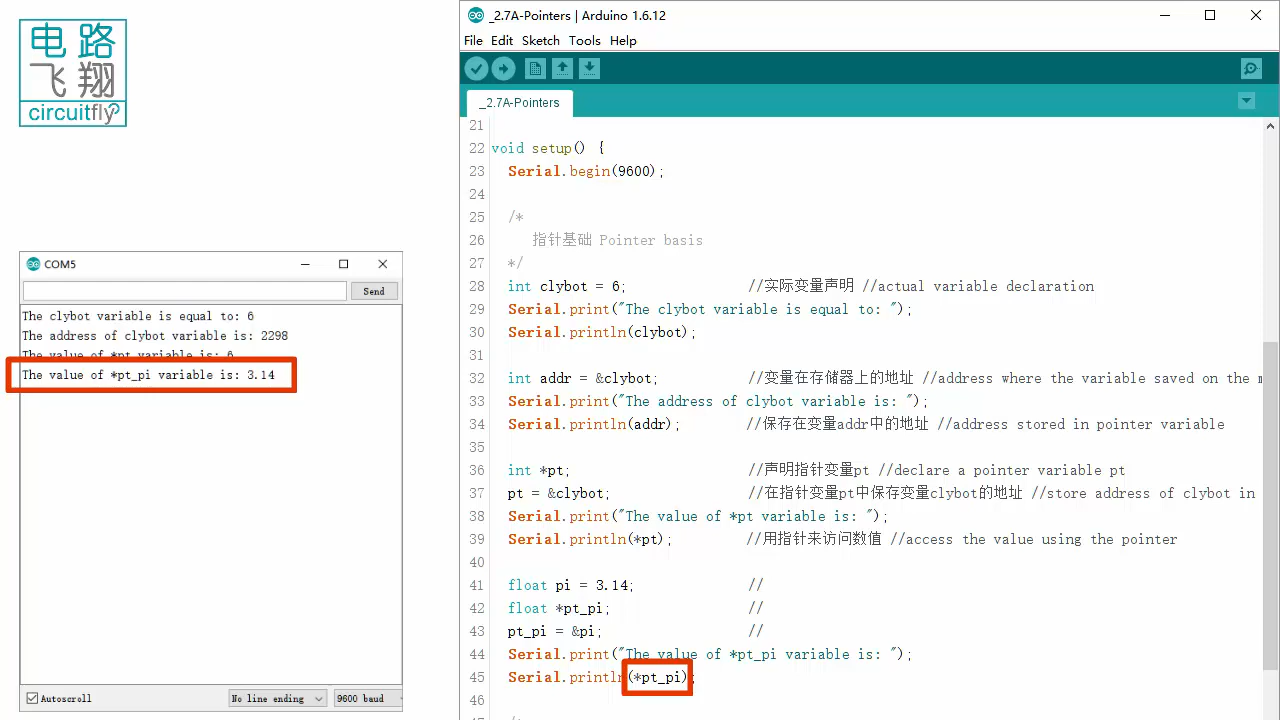 电路
飞翔
circuitfly
COM5
Send
The clybot variable is equal to: 6
The address of clybot variable is: 2298
The value of *pt variable is: 6
The value of *pt_pi variable is: 3.14
Autoscroll
No line ending
9600 baud
_2.7A-Pointers | Arduino 1.6.12
File Edit Sketch Tools Help
_2.7A-Pointers
21
22 void setup() {
23 Serial.begin(9600);
24
25 /*
26 指针基础 Pointer basis
27 */
28 int clybot = 6; //实际变量声明 //actual variable declaration
29 Serial.print("The clybot variable is equal to: ");
30 Serial.println(clybot);
31
32 int addr = &clybot; //变量在存储器上的地址 //address where the variable saved on the m
33 Serial.print("The address of clybot variable is: ");
34 Serial.println(addr); //保存在变量addr中的地址 //address stored in pointer variable
35
36 int *pt; //声明指针变量pt //declare a pointer variable pt
37 pt = &clybot; //在指针变量pt中保存变量clybot的地址 //store address of clybot in
38 Serial.print("The value of *pt variable is: ");
39 Serial.println(*pt); //用指针来访问数值 //access the value using the pointer
40
41 float pi = 3.14; //
42 float *pt_pi; //
43 pt_pi = &pi; //
44 Serial.print("The value of *pt_pi variable is: ");
45 Serial.println(*pt_pi);
46